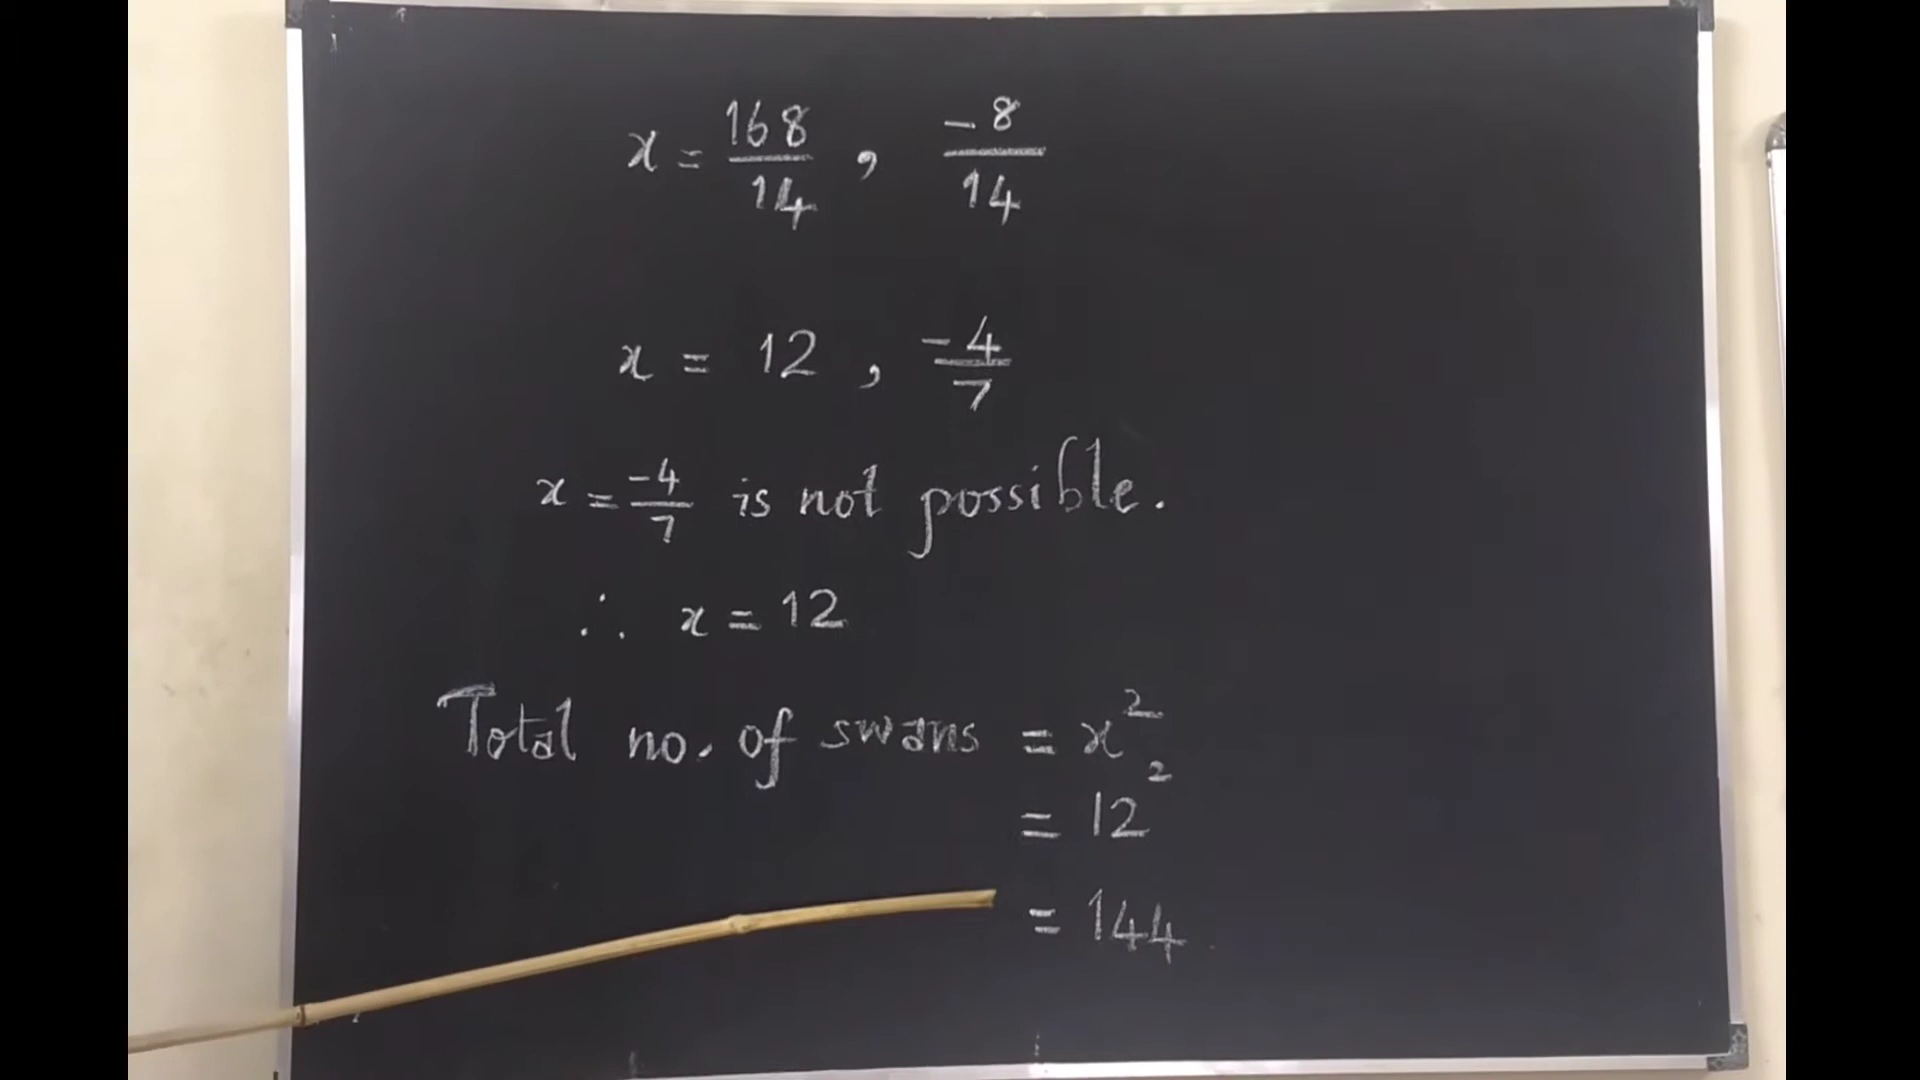 x = 168/14 , -8/14
x = 12 , -4/7
x = -4/7 is not possible.
∴ x = 12
Total no. of swans = x²
= 12²
= 144